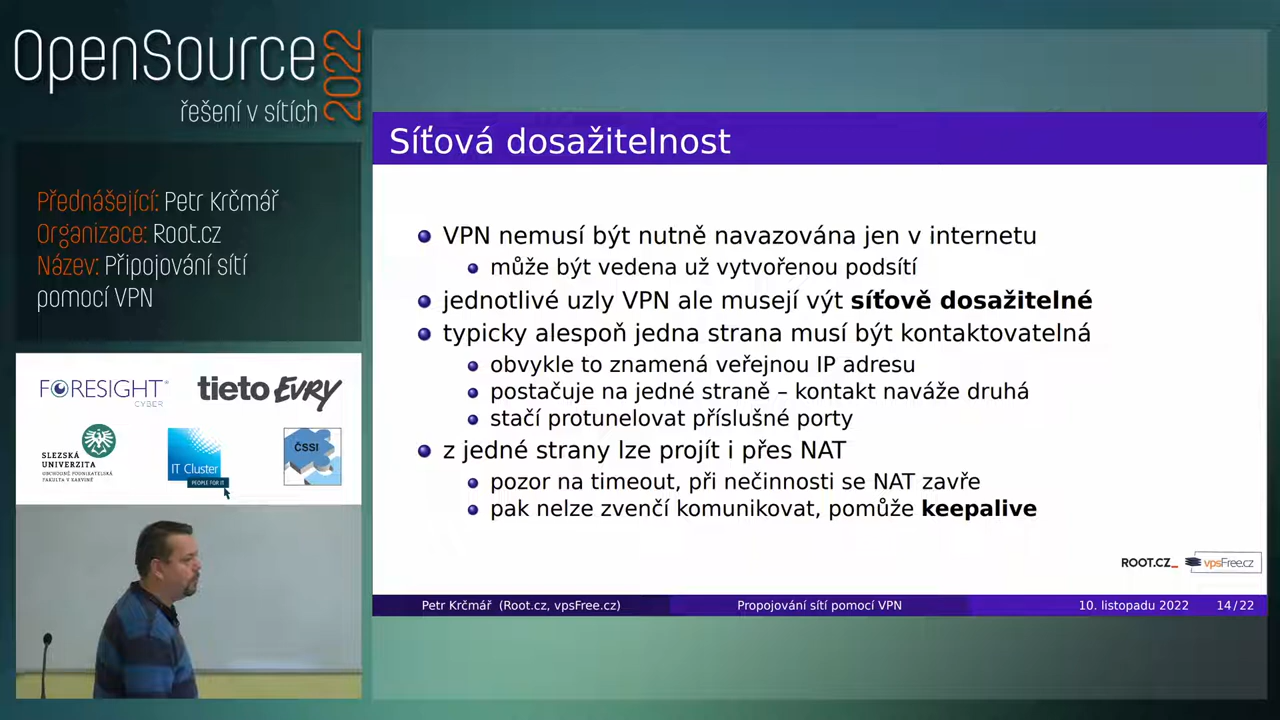 OpenSource
2022
řešení v sítích
Přednášející: Petr Krčmář
Organizace: Root.cz
Název: Připojování sítí
pomocí VPN
FORESIGHT
CYBER
tieto Evry
SLEZSKÁ
UNIVERZITA
OBCHODNĚ PODNIKATELSKÁ
FAKULTA V KARVINÉ
IT Cluster
PEOPLE FOR IT
ČSSI
Síťová dosažitelnost
VPN nemusí být nutně navazována jen v internetu
může být vedena už vytvořenou podsítí
jednotlivé uzly VPN ale musejí výt síťově dosažitelné
typicky alespoň jedna strana musí být kontaktovatelná
obvykle to znamená veřejnou IP adresu
postačuje na jedné straně – kontakt naváže druhá
stačí protunelovat příslušné porty
z jedné strany lze projít i přes NAT
pozor na timeout, při nečinnosti se NAT zavře
pak nelze zvenčí komunikovat, pomůže keepalive
ROOT.CZ_
vpsFree.cz
Petr Krčmář (Root.cz, vpsFree.cz)
Propojování sítí pomocí VPN
10. listopadu 2022
14/22